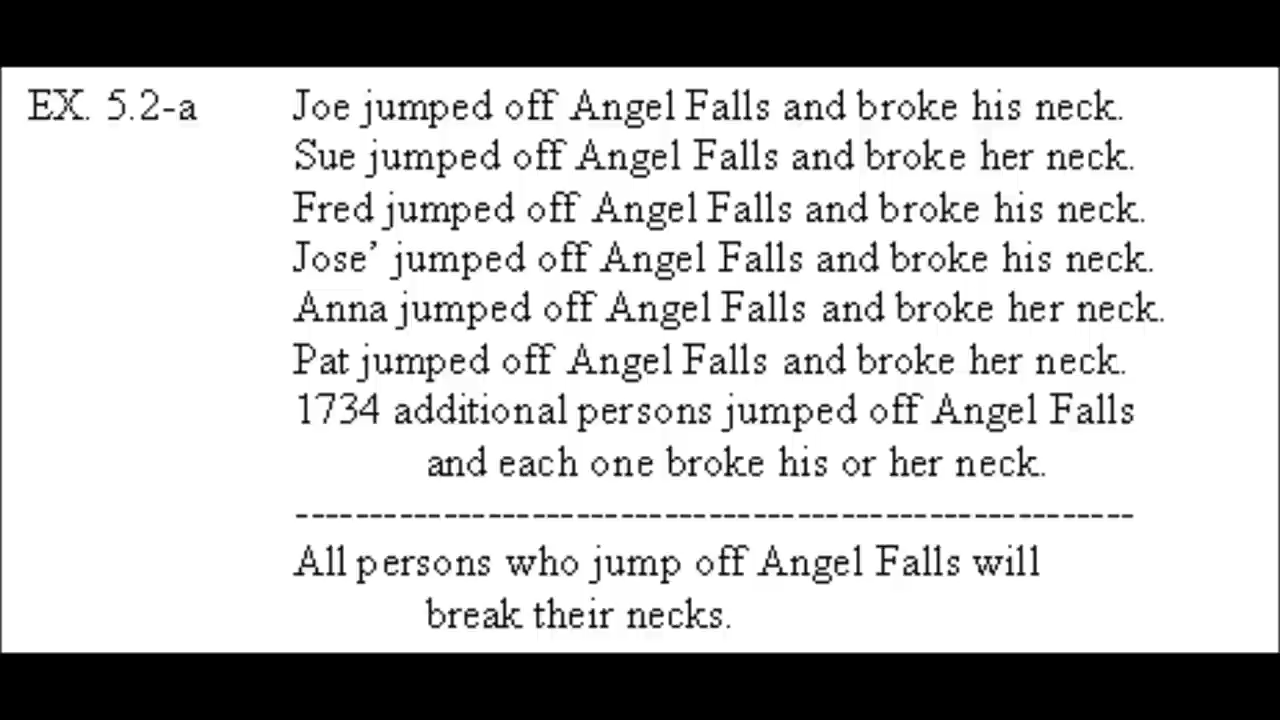 EX. 5.2-a Joe jumped off Angel Falls and broke his neck.
Sue jumped off Angel Falls and broke her neck.
Fred jumped off Angel Falls and broke his neck.
Jose’ jumped off Angel Falls and broke his neck.
Anna jumped off Angel Falls and broke her neck.
Pat jumped off Angel Falls and broke her neck.
1734 additional persons jumped off Angel Falls
and each one broke his or her neck.
---------------------------------------------------------
All persons who jump off Angel Falls will
break their necks.